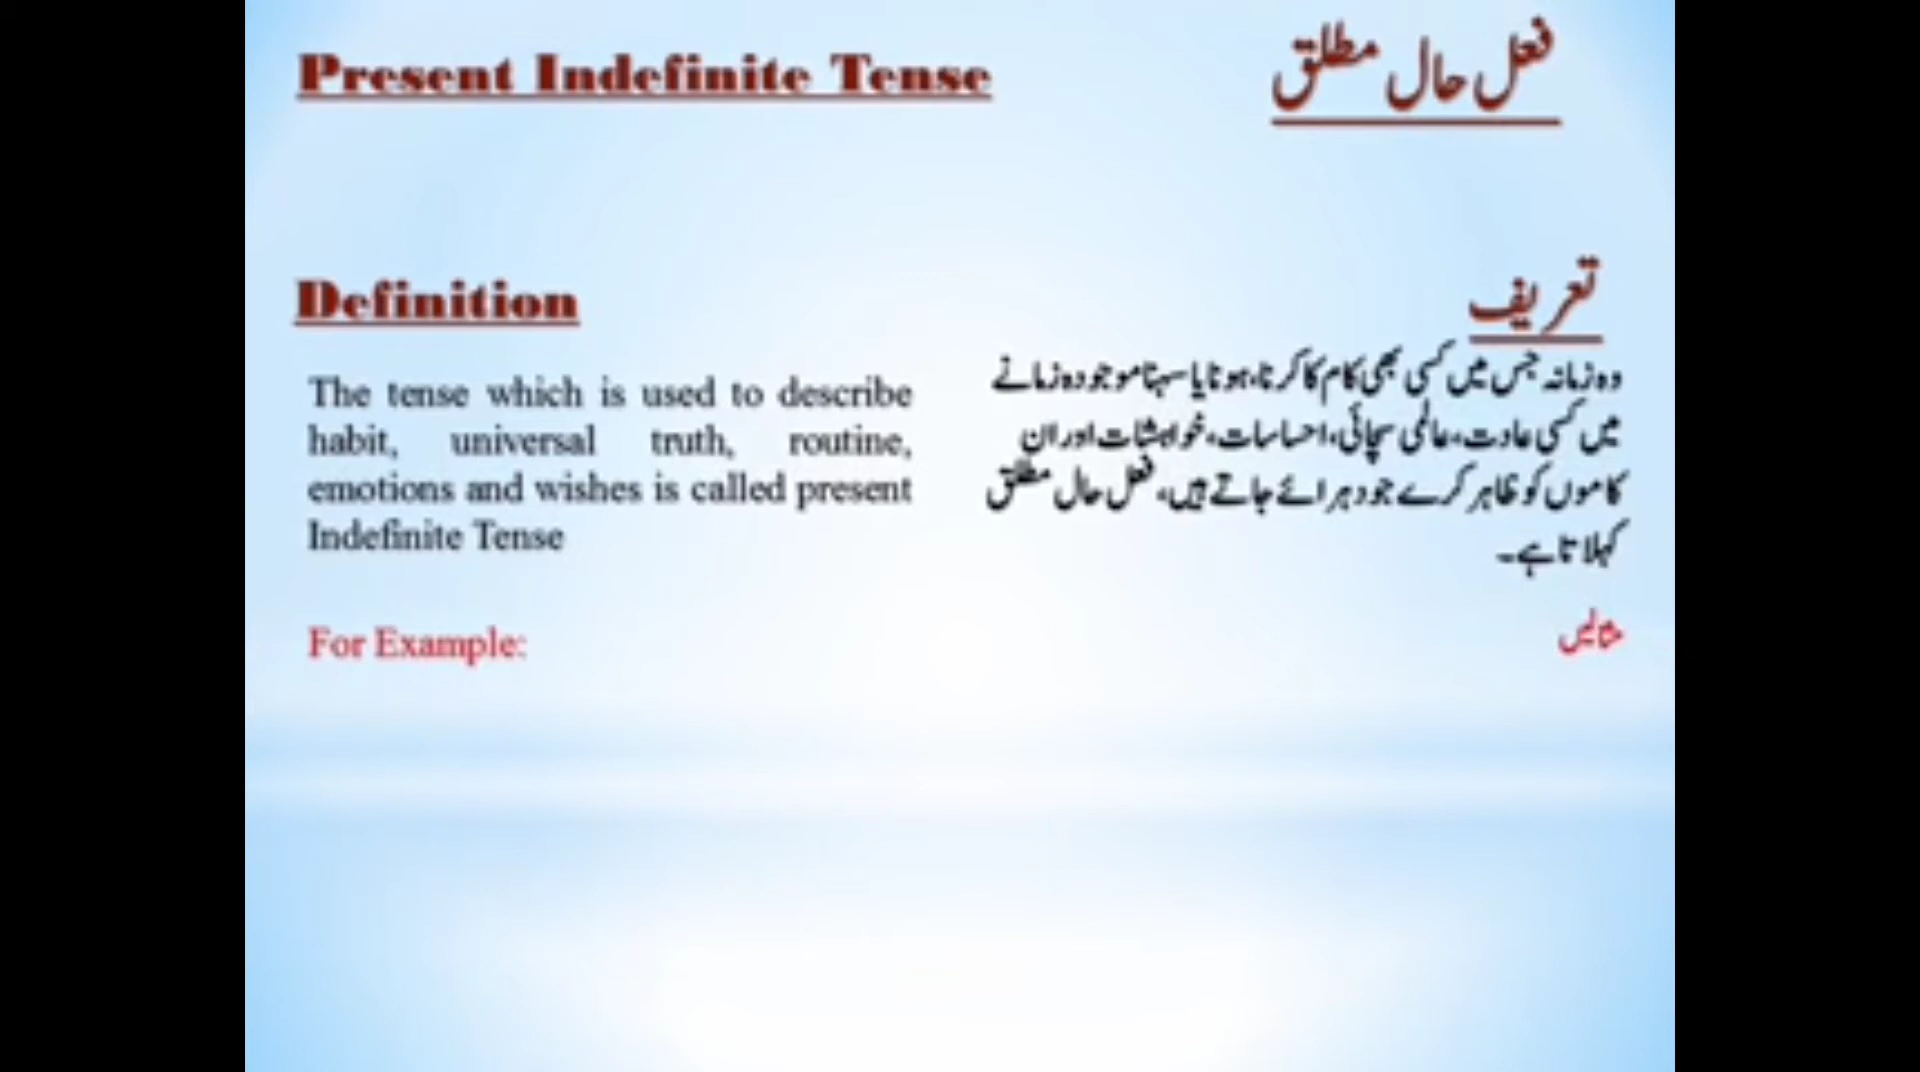 Present Indefinite Tense
فعل حال مطلق
Definition
تعریف
The tense which is used to describe
habit, universal truth, routine,
emotions and wishes is called present
Indefinite Tense
وہ زمانہ جس میں کسی بھی کام کا کرنا،ہونا یا سہنا موجودہ زمانے
میں کسی عادت،عالمی سچائی،احساسات،خواہشات اور ان
کاموں کو ظاہر کرے جو دہرائے جاتے ہیں،فعل حال مطلق
کہلاتا ہے۔
For Example:
مثالیں